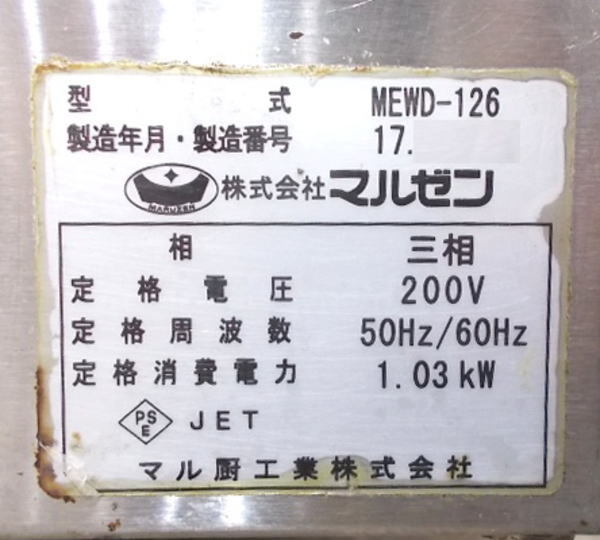 型式 MEWD-126
製造年月・製造番号 17.
MARUZEN 株式会社 マルゼン
相 三相
定格電圧 200V
定格周波数 50Hz/60Hz
定格消費電力 1.03kW
PSE JET
マル厨工業株式会社